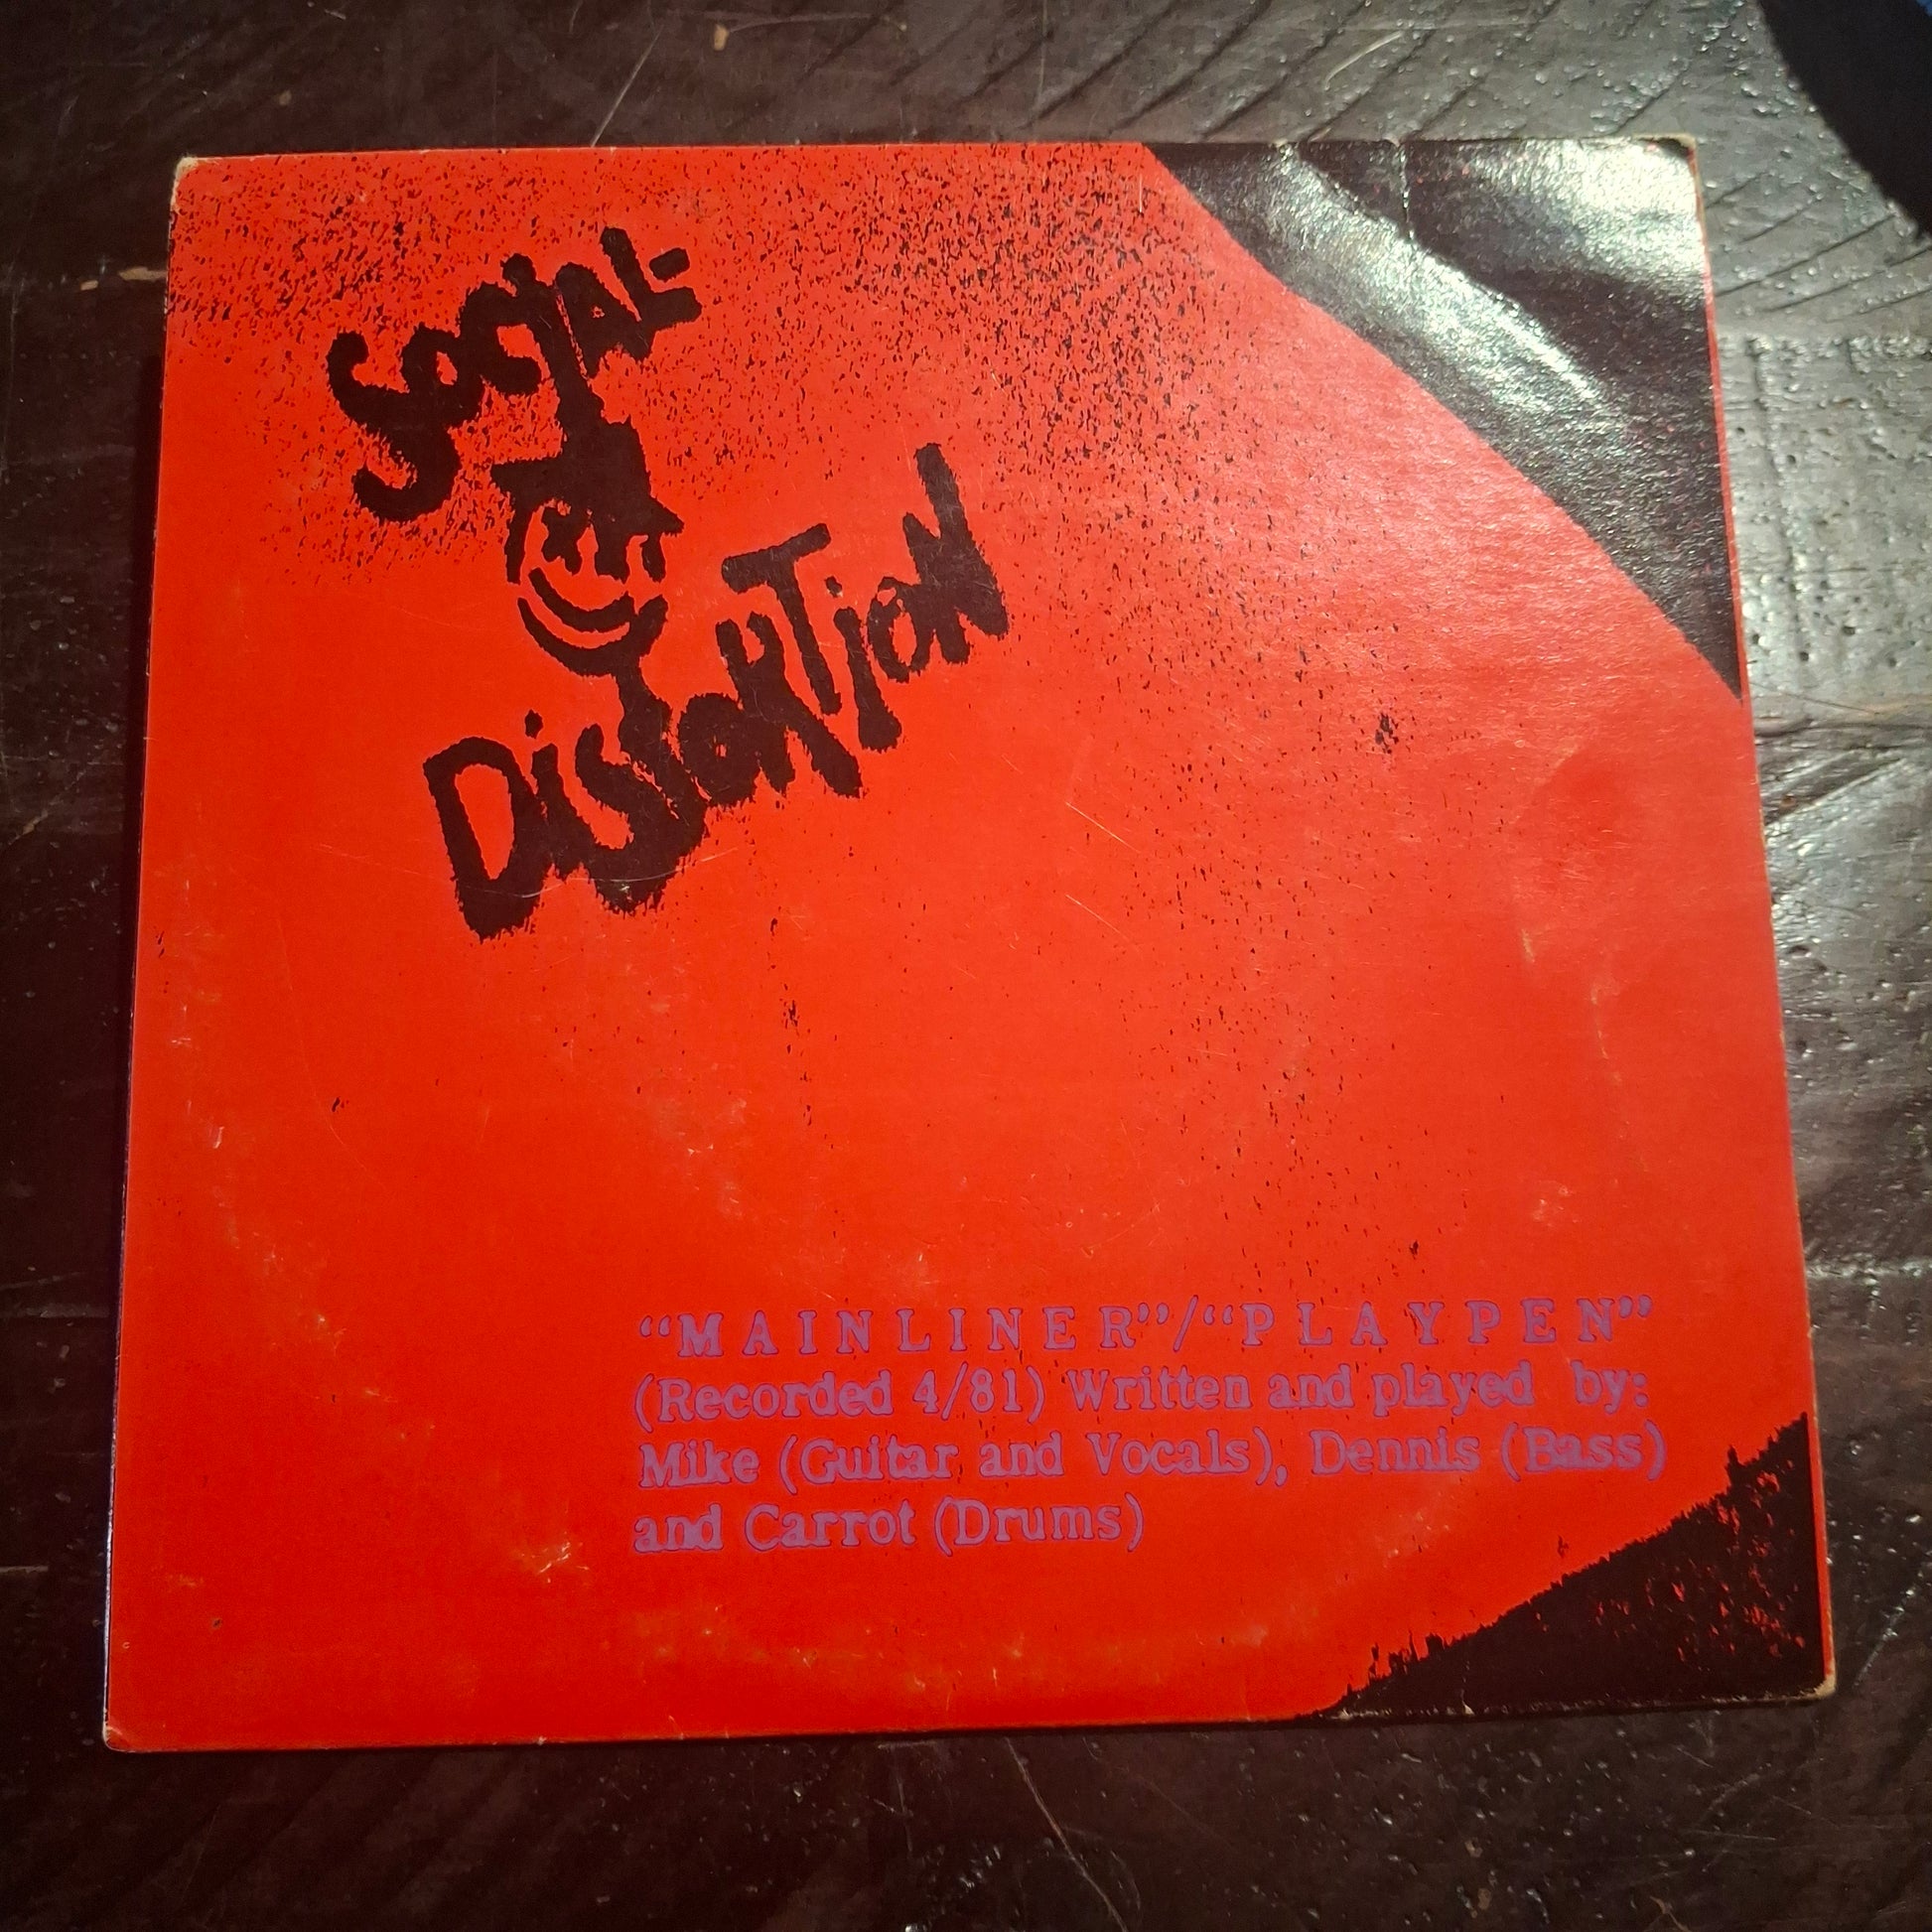 SociAL-
DisTORTiON
“MAINLINER”/“PLAYPEN”
(Recorded 4/81) Written and played by:
Mike (Guitar and Vocals), Dennis (Bass)
and Carrot (Drums)